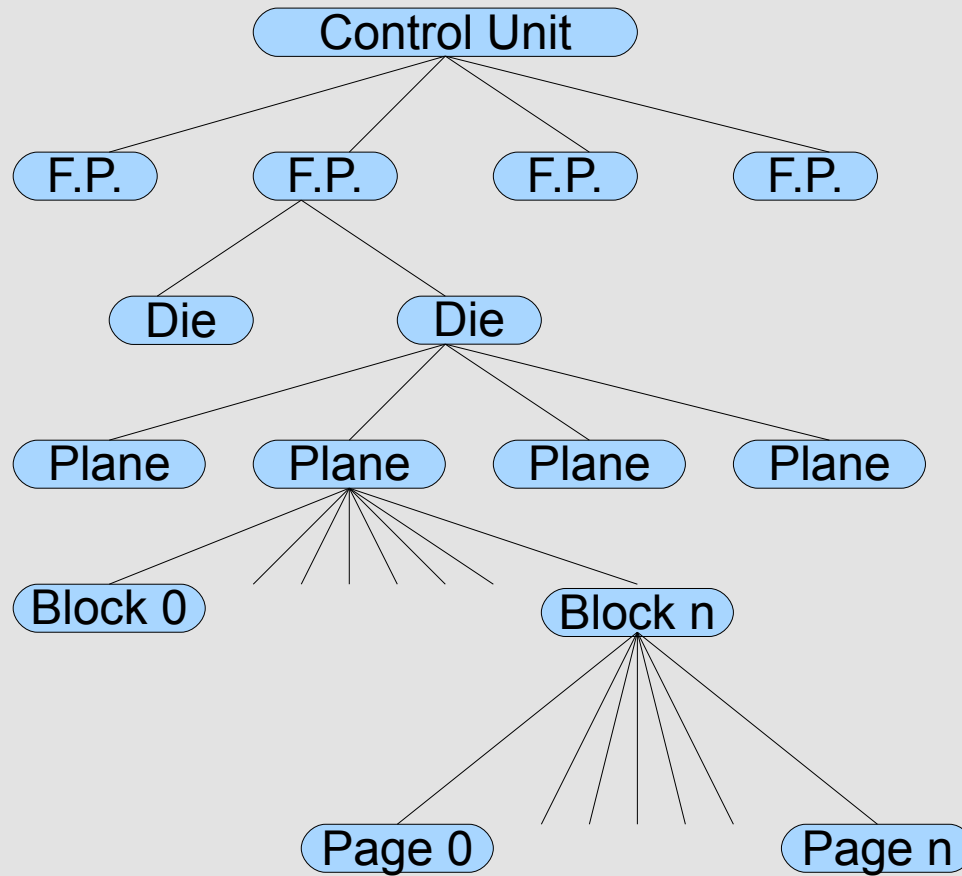 Control Unit
F.P. F.P. F.P. F.P.
Die Die
Plane Plane Plane Plane
Block 0 Block n
Page 0 Page n